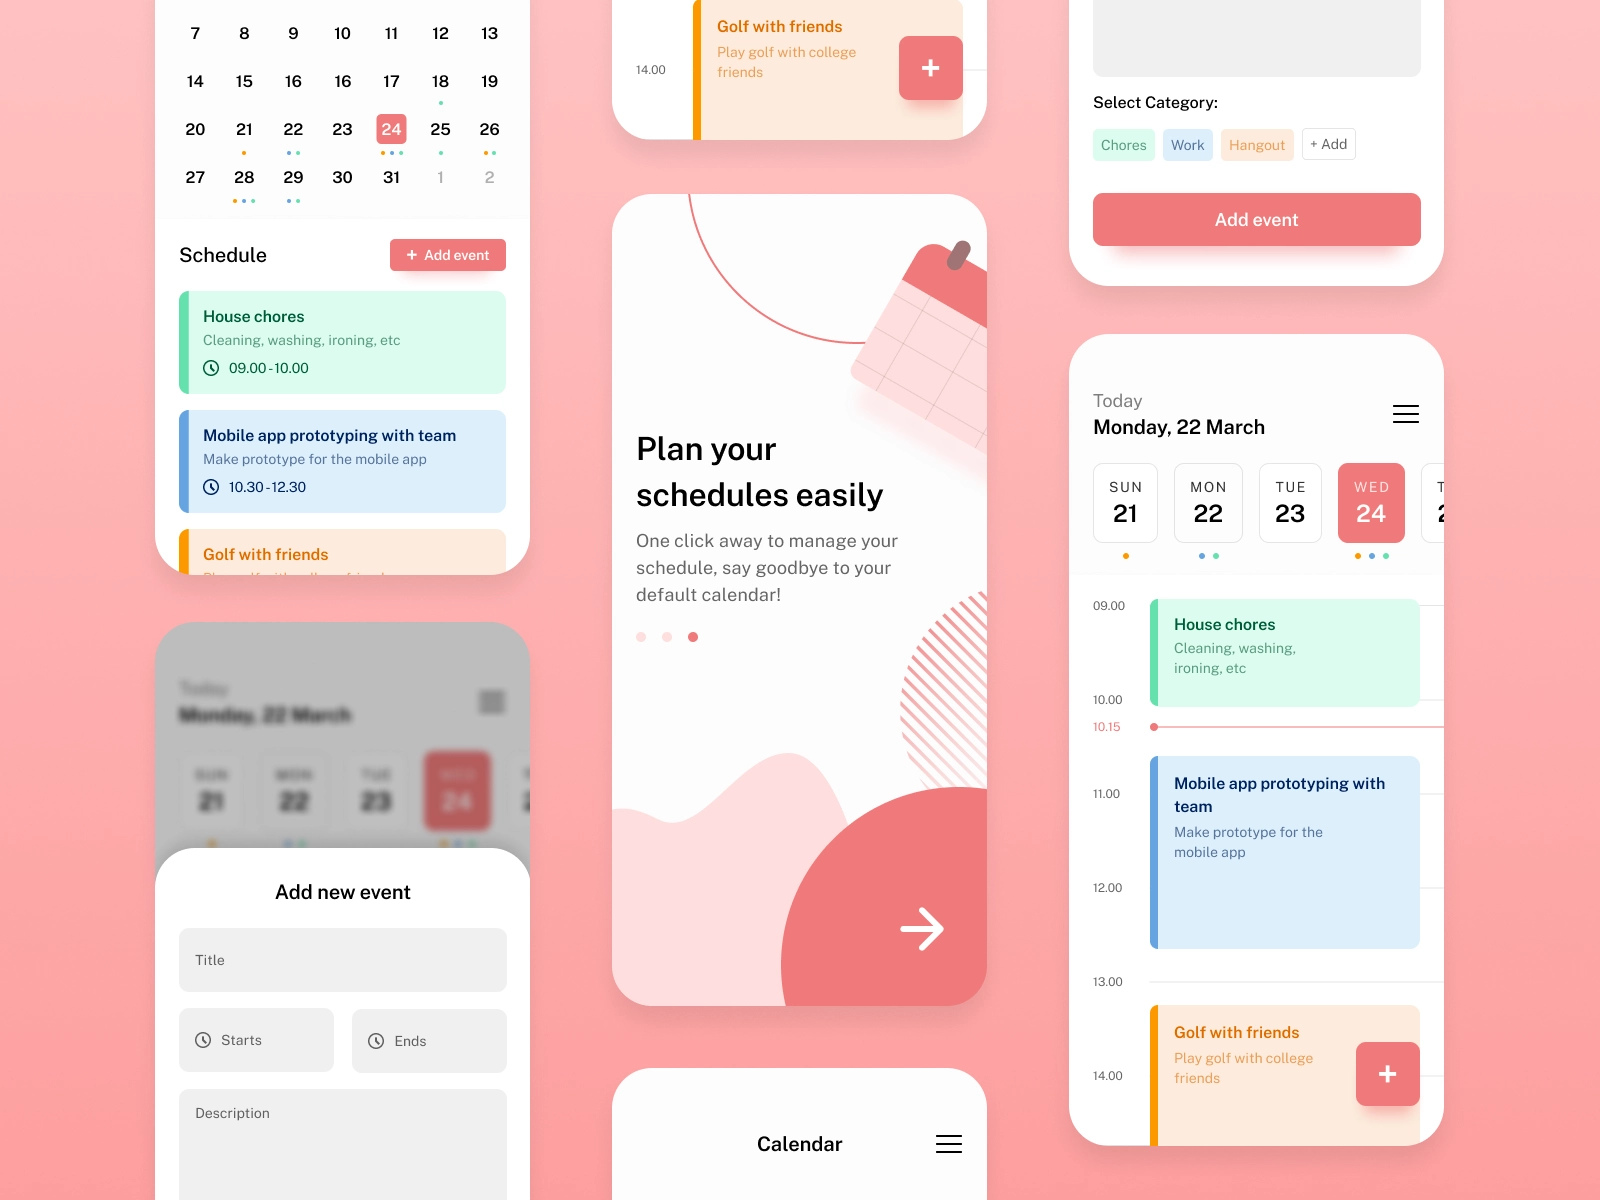 7 8 9 10 11 12 13
14 15 16 16 17 18 19
20 21 22 23 24 25 26
27 28 29 30 31 1 2
Schedule
+ Add event
House chores
Cleaning, washing, ironing, etc
09.00 - 10.00
Mobile app prototyping with team
Make prototype for the mobile app
10.30 - 12.30
Golf with friends
Today
Monday, 22 March
SUN MON TUE WED
21 22 23 24
Add new event
Title
Starts
Ends
Description
Golf with friends
Play golf with college
friends
14.00
+
Plan your
schedules easily
One click away to manage your
schedule, say goodbye to your
default calendar!
Calendar
Select Category:
Chores
Work
Hangout
+ Add
Add event
Today
Monday, 22 March
SUN MON TUE WED
21 22 23 24
09.00
House chores
Cleaning, washing,
ironing, etc
10.00
10.15
Mobile app prototyping with
team
11.00
Make prototype for the
mobile app
12.00
13.00
Golf with friends
Play golf with college
friends
14.00
+